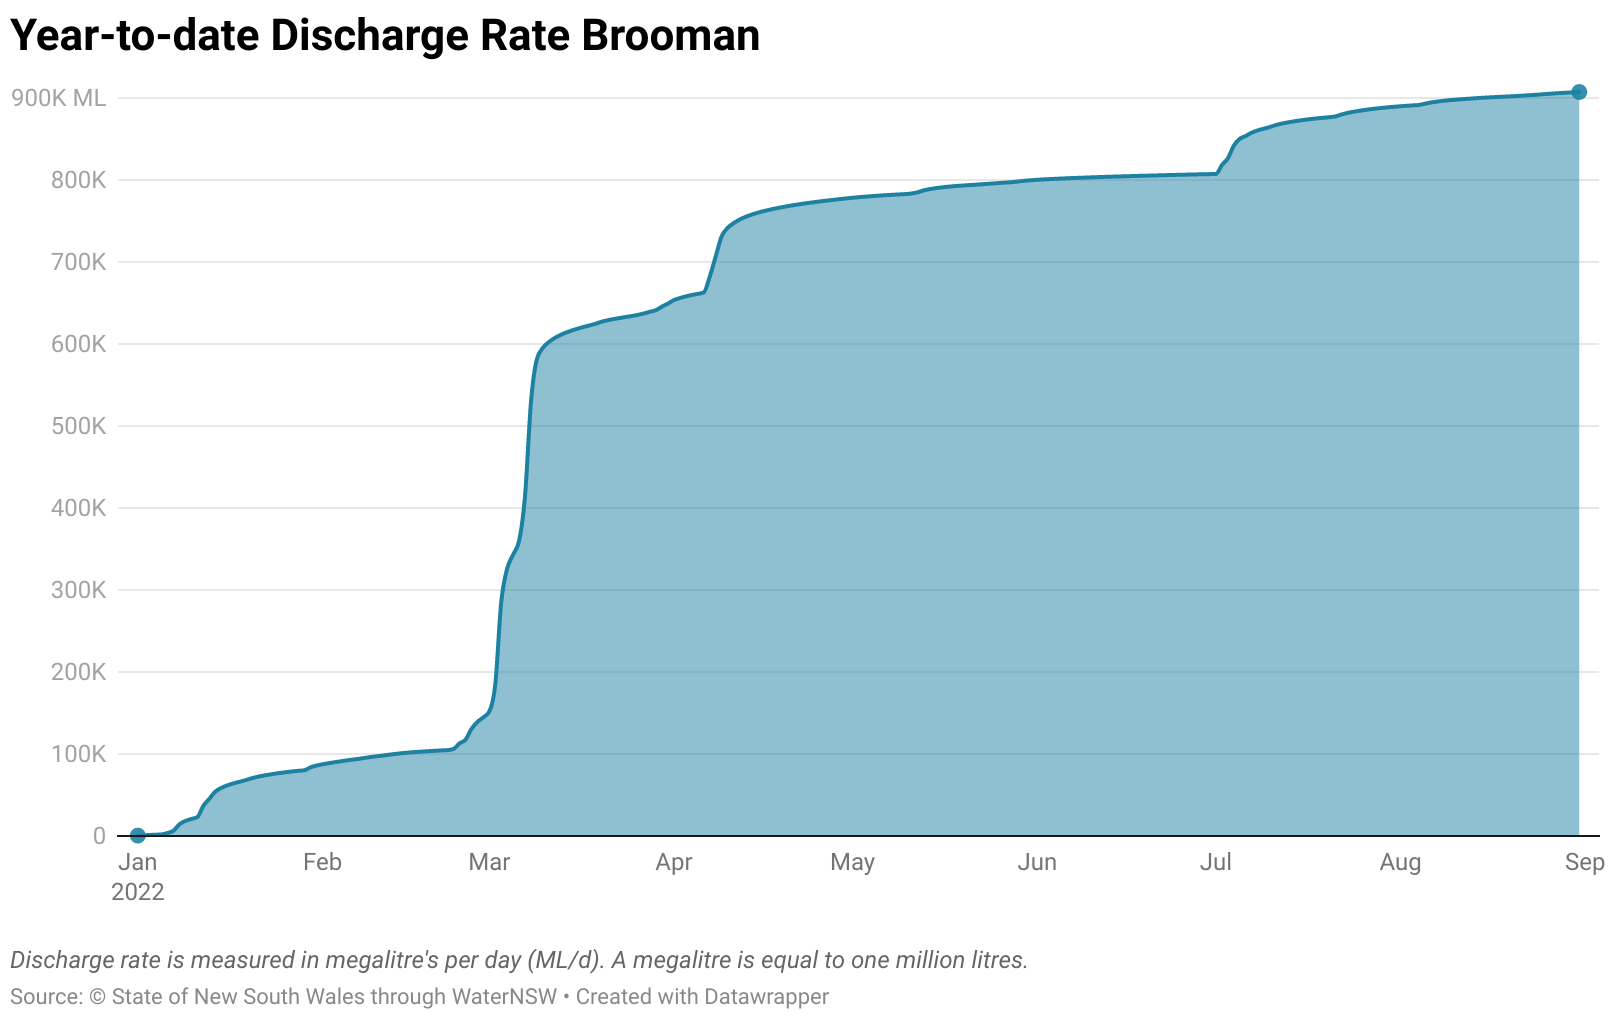 Year-to-date Discharge Rate Brooman
900K ML
800K
700K
600K
500K
400K
300K
200K
100K
0
Jan Feb Mar Apr May Jun Jul Aug Sep
2022
Discharge rate is measured in megalitre's per day (ML/d). A megalitre is equal to one million litres.
Source: © State of New South Wales through WaterNSW • Created with Datawrapper